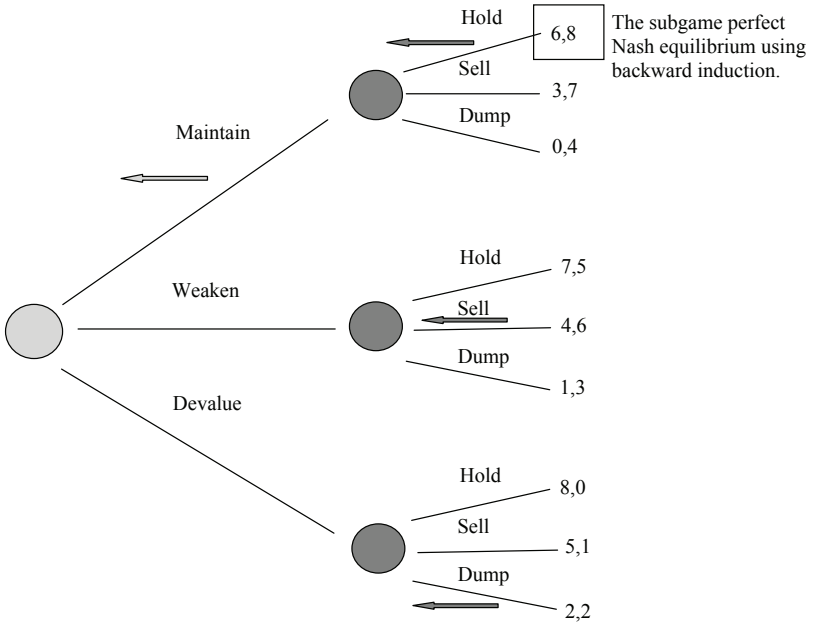 Hold
6,8
The subgame perfect
Nash equilibrium using
backward induction.
Sell
3,7
Dump
0,4
Maintain
Hold
7,5
Weaken
Sell
4,6
Dump
1,3
Devalue
Hold
8,0
Sell
5,1
Dump
2,2